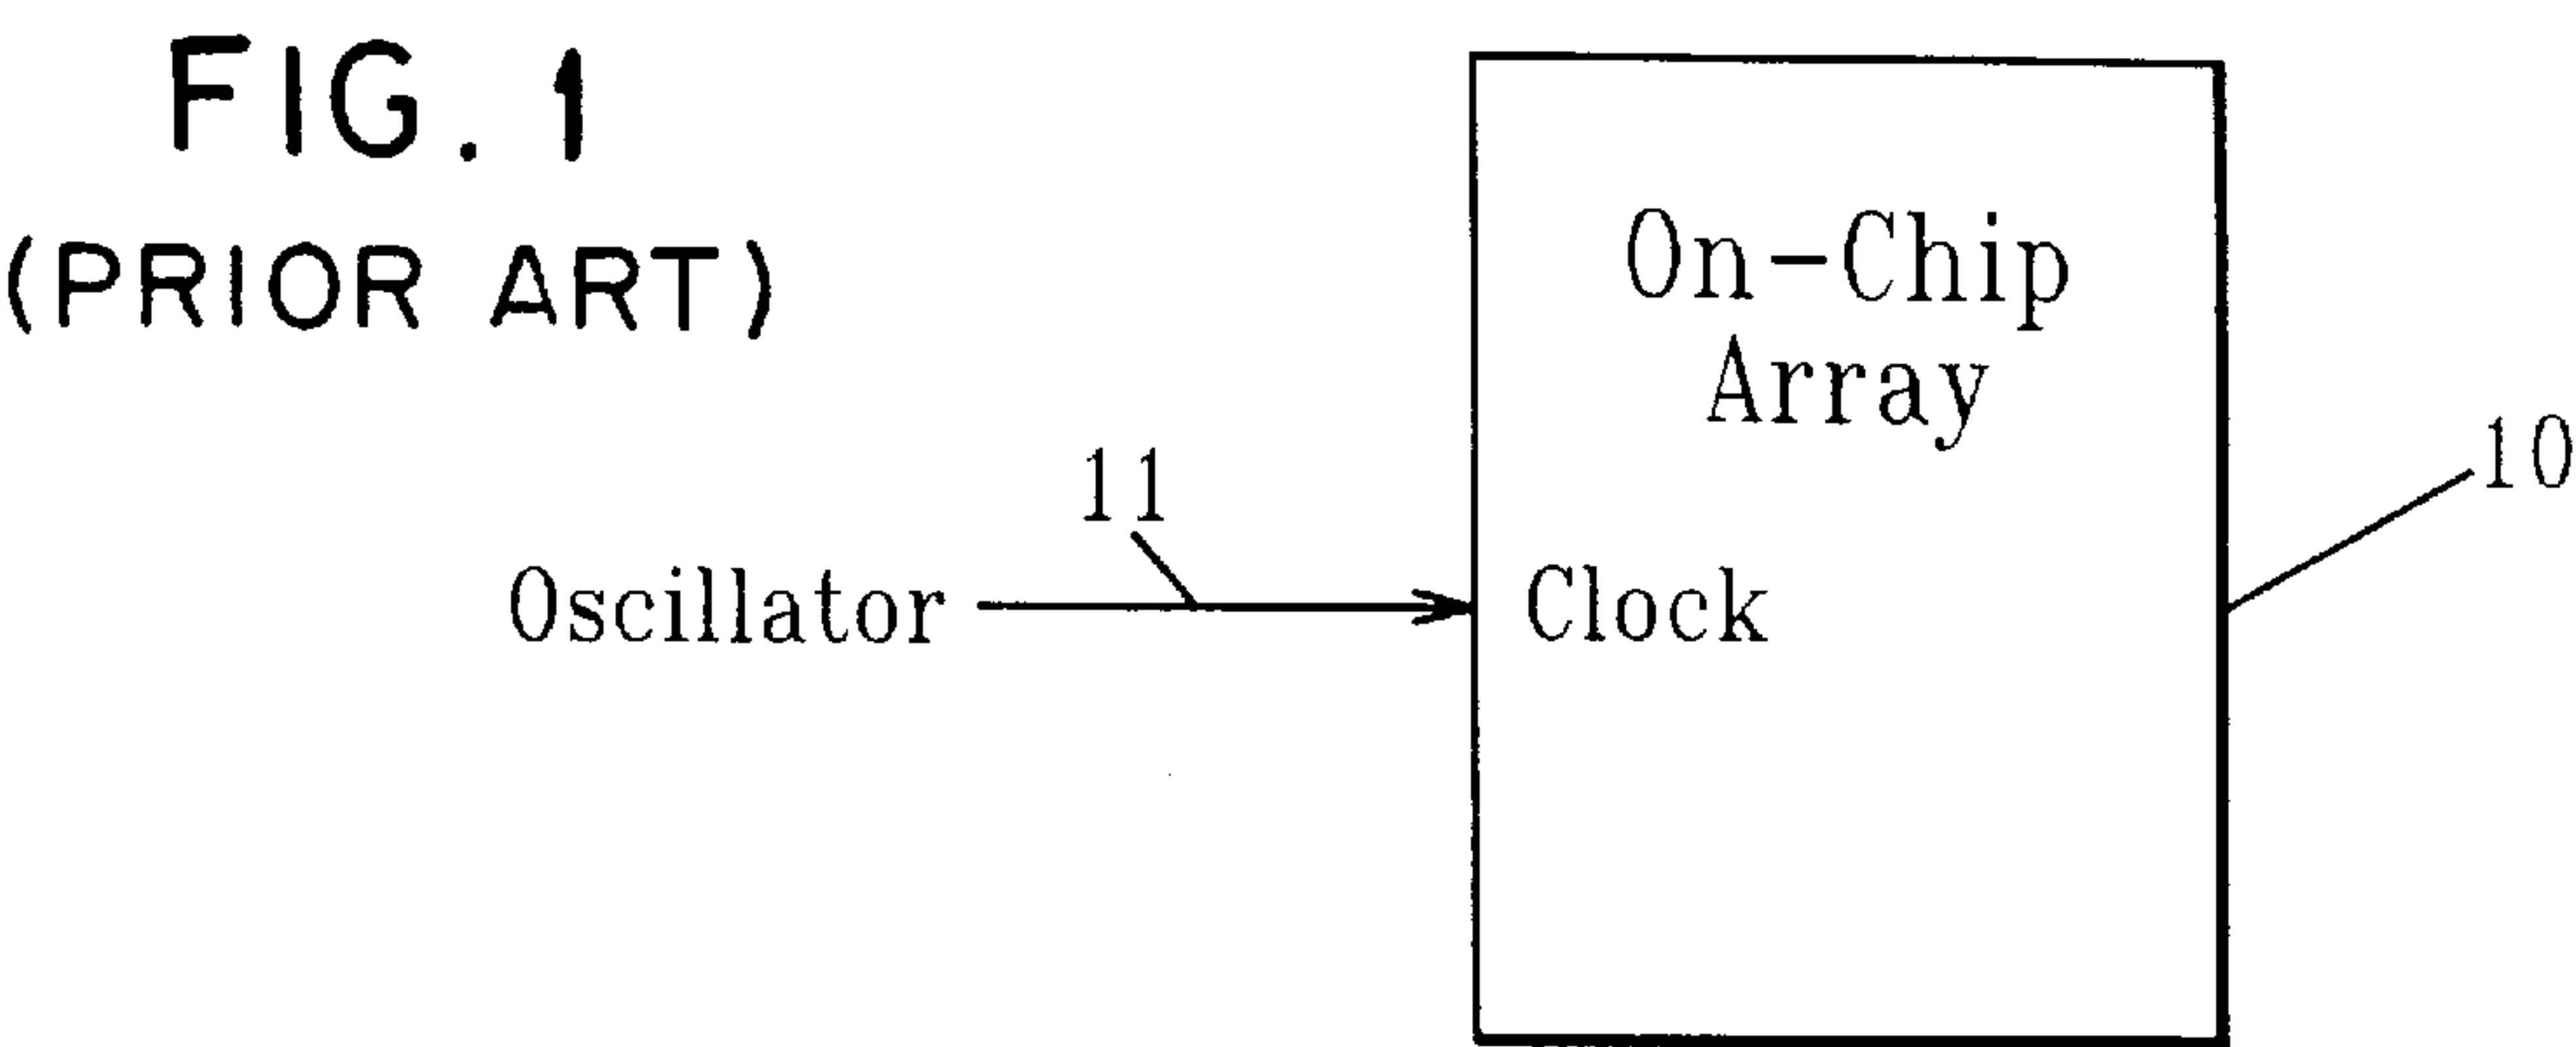 FIG. 1
(PRIOR ART)
On-Chip
Array
11
10
Oscillator
Clock